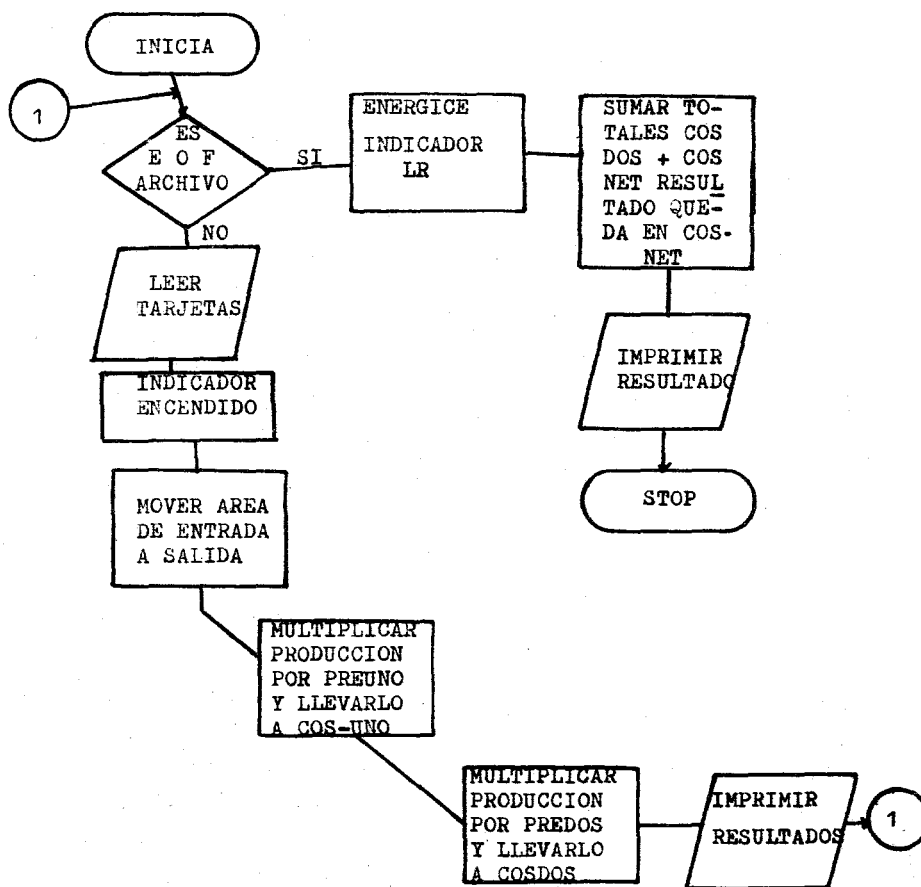 INICIA
1
ES
E O F
ARCHIVO
SI
ENERGICE
INDICADOR
LR
SUMAR TO-
TALES COS
DOS + COS
NET RESUL
TADO QUE-
DA EN COS-
NET
IMPRIMIR
RESULTADO
STOP
NO
LEER
TARJETAS
INDICADOR
ENCENDIDO
MOVER AREA
DE ENTRADA
A SALIDA
MULTIPLICAR
PRODUCCION
POR PREUNO
Y LLEVARLO
A COS-UNO
MULTIPLICAR
PRODUCCION
POR PREDOS
Y LLEVARLO
A COSDOS
IMPRIMIR
RESULTADOS
1